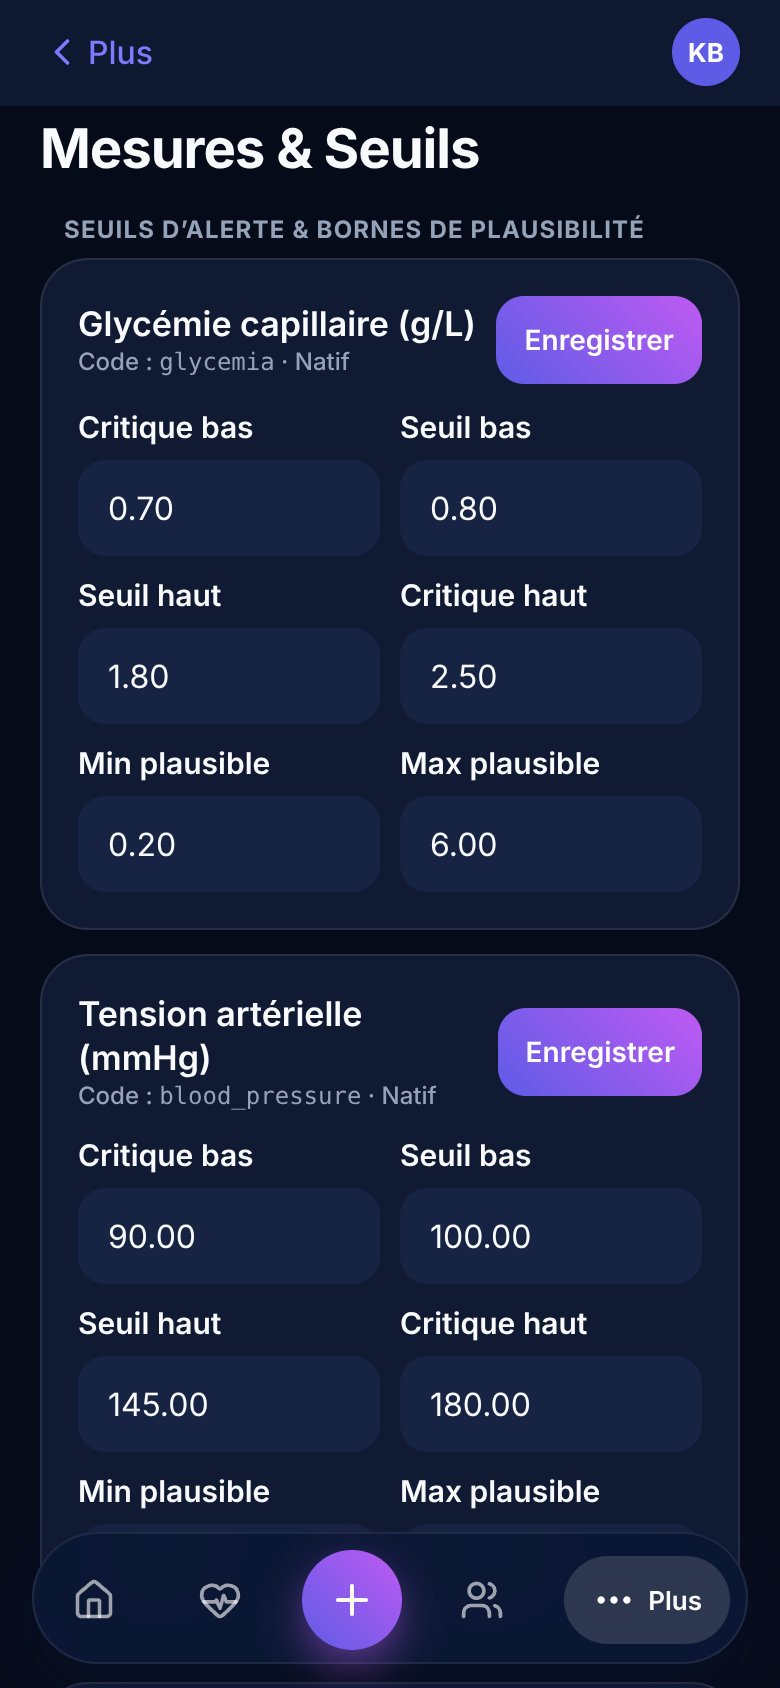 Plus
KB
Mesures & Seuils
SEUILS D’ALERTE & BORNES DE PLAUSIBILITÉ
Glycémie capillaire (g/L)
Code : glycemia · Natif
Enregistrer
Critique bas
Seuil bas
0.70
0.80
Seuil haut
Critique haut
1.80
2.50
Min plausible
Max plausible
0.20
6.00
Tension artérielle
(mmHg)
Code : blood_pressure · Natif
Enregistrer
Critique bas
Seuil bas
90.00
100.00
Seuil haut
Critique haut
145.00
180.00
Min plausible
Max plausible
Plus